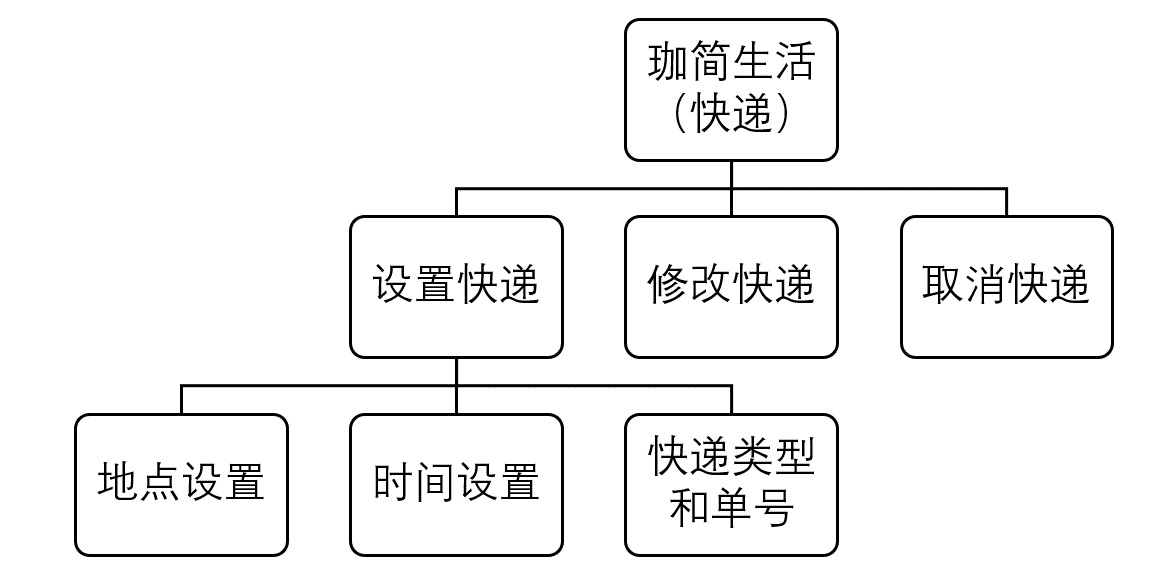 珈简生活
（快递）
设置快递
修改快递
取消快递
地点设置
时间设置
快递类型
和单号